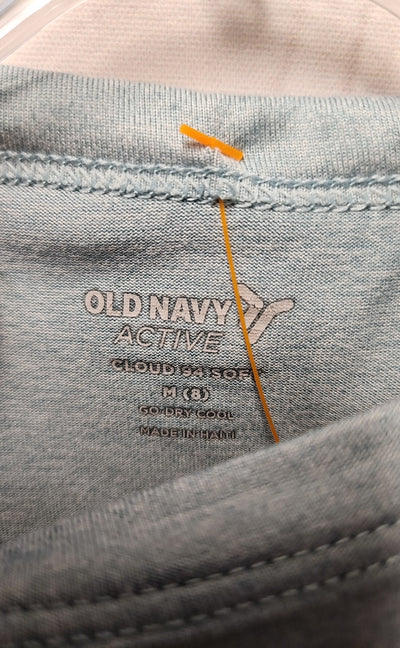 OLD NAVY
ACTIVE
CLOUD 94 SOFT
M (8)
GO-DRY COOL
MADE IN HAITI